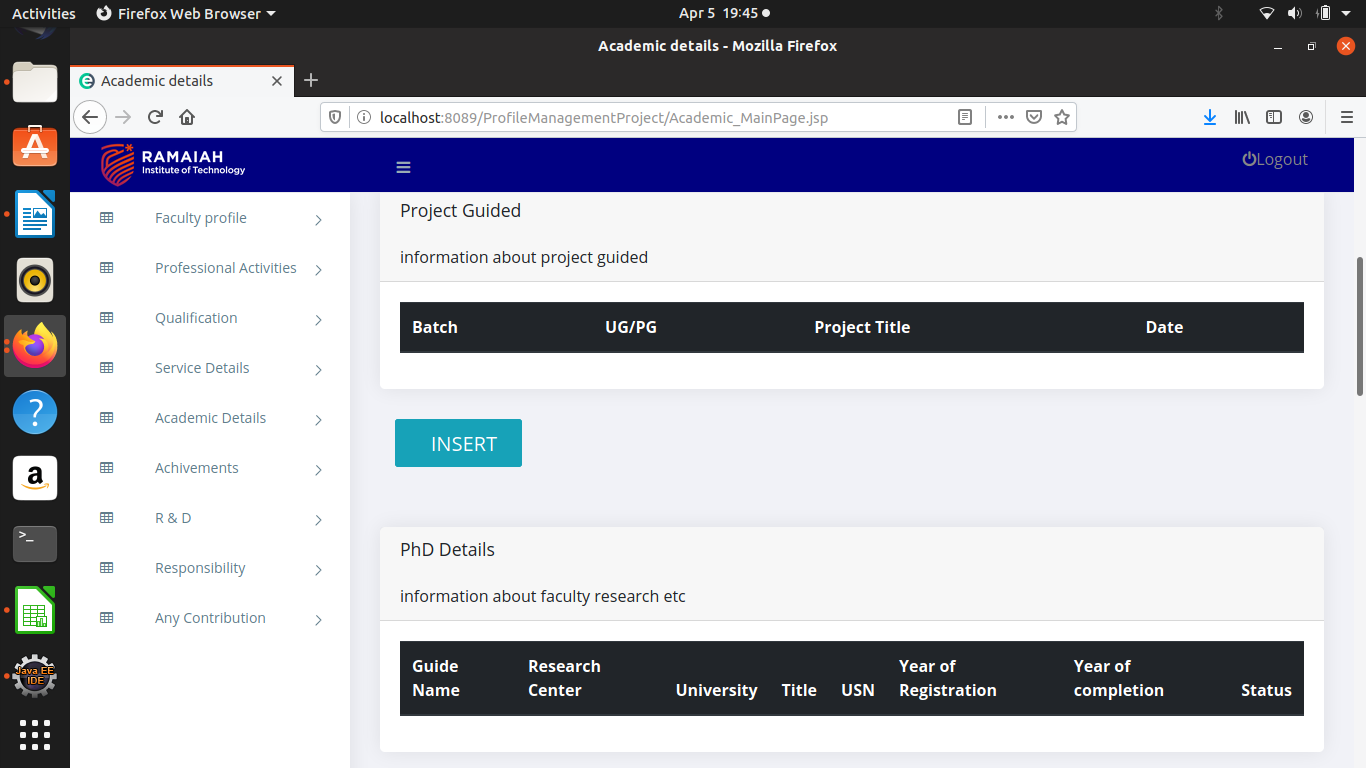 Activities
Firefox Web Browser
Apr 5 19:45
Academic details - Mozilla Firefox
Academic details
localhost:8089/ProfileManagementProject/Academic_MainPage.jsp
RAMAIAH
Institute of Technology
Logout
Faculty profile
Professional Activities
Qualification
Service Details
Academic Details
Achivements
R & D
Responsibility
Any Contribution
Project Guided
information about project guided
Batch UG/PG Project Title Date
INSERT
PhD Details
information about faculty research etc
Guide Name Research Center University Title USN Year of Registration Year of completion Status
Java EE
IDE